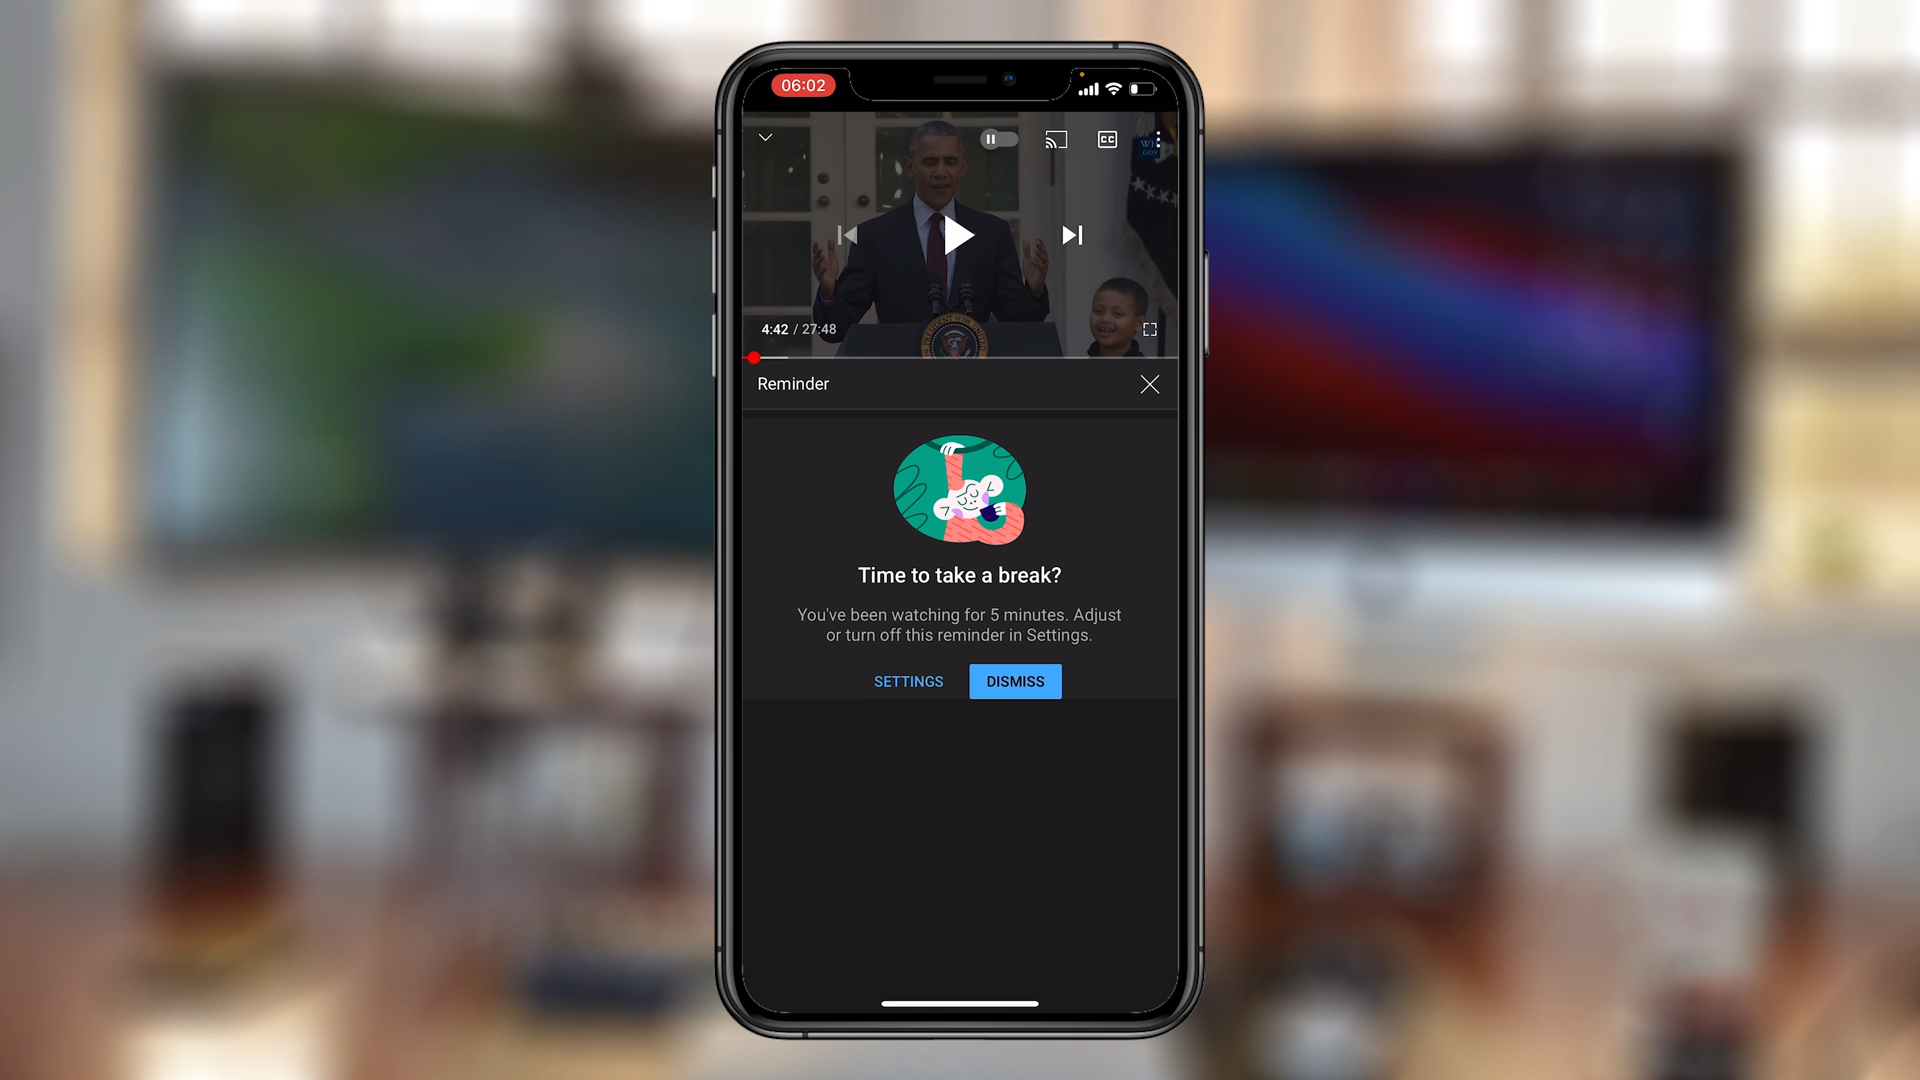 06:02
CC
4:42 / 27:48
Reminder
Time to take a break?
You've been watching for 5 minutes. Adjust
or turn off this reminder in Settings.
SETTINGS
DISMISS